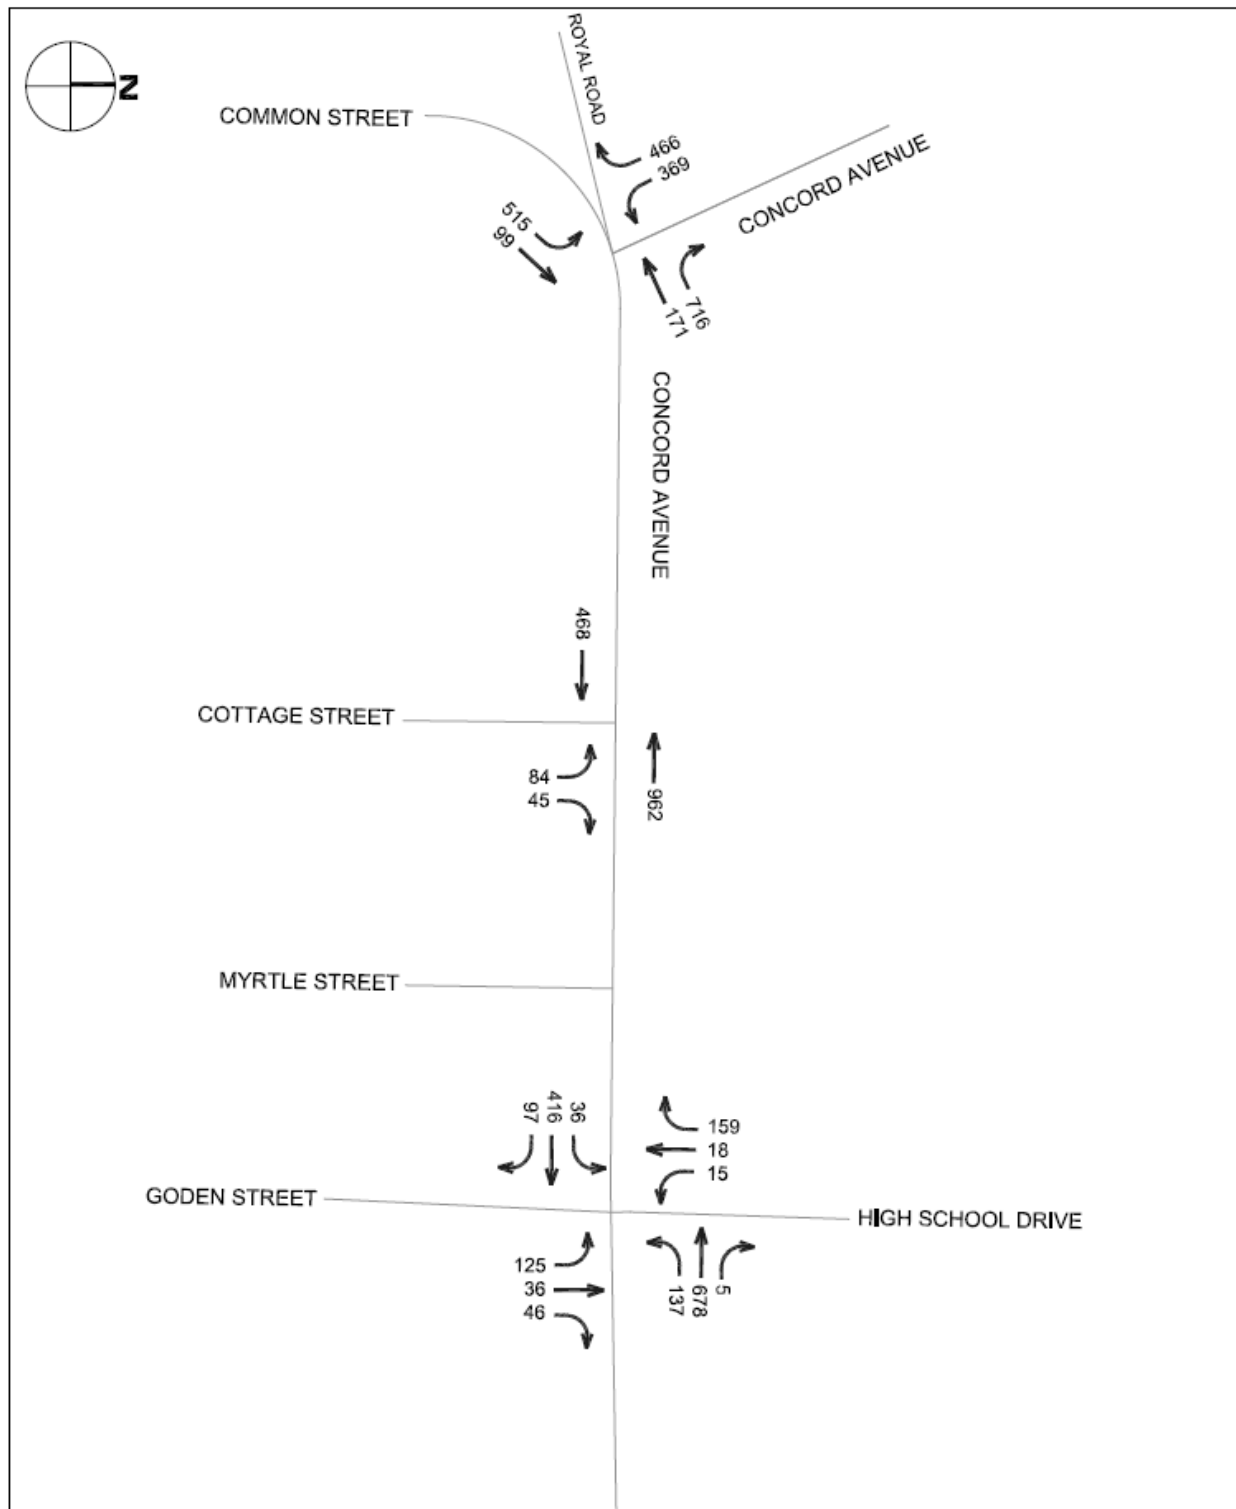 N
ROYAL ROAD
COMMON STREET
466
369
CONCORD AVENUE
515
99
716
171
CONCORD AVENUE
468
COTTAGE STREET
84
45
962
MYRTLE STREET
97
416
36
159
18
15
GODEN STREET
HIGH SCHOOL DRIVE
125
36
46
137
678
5